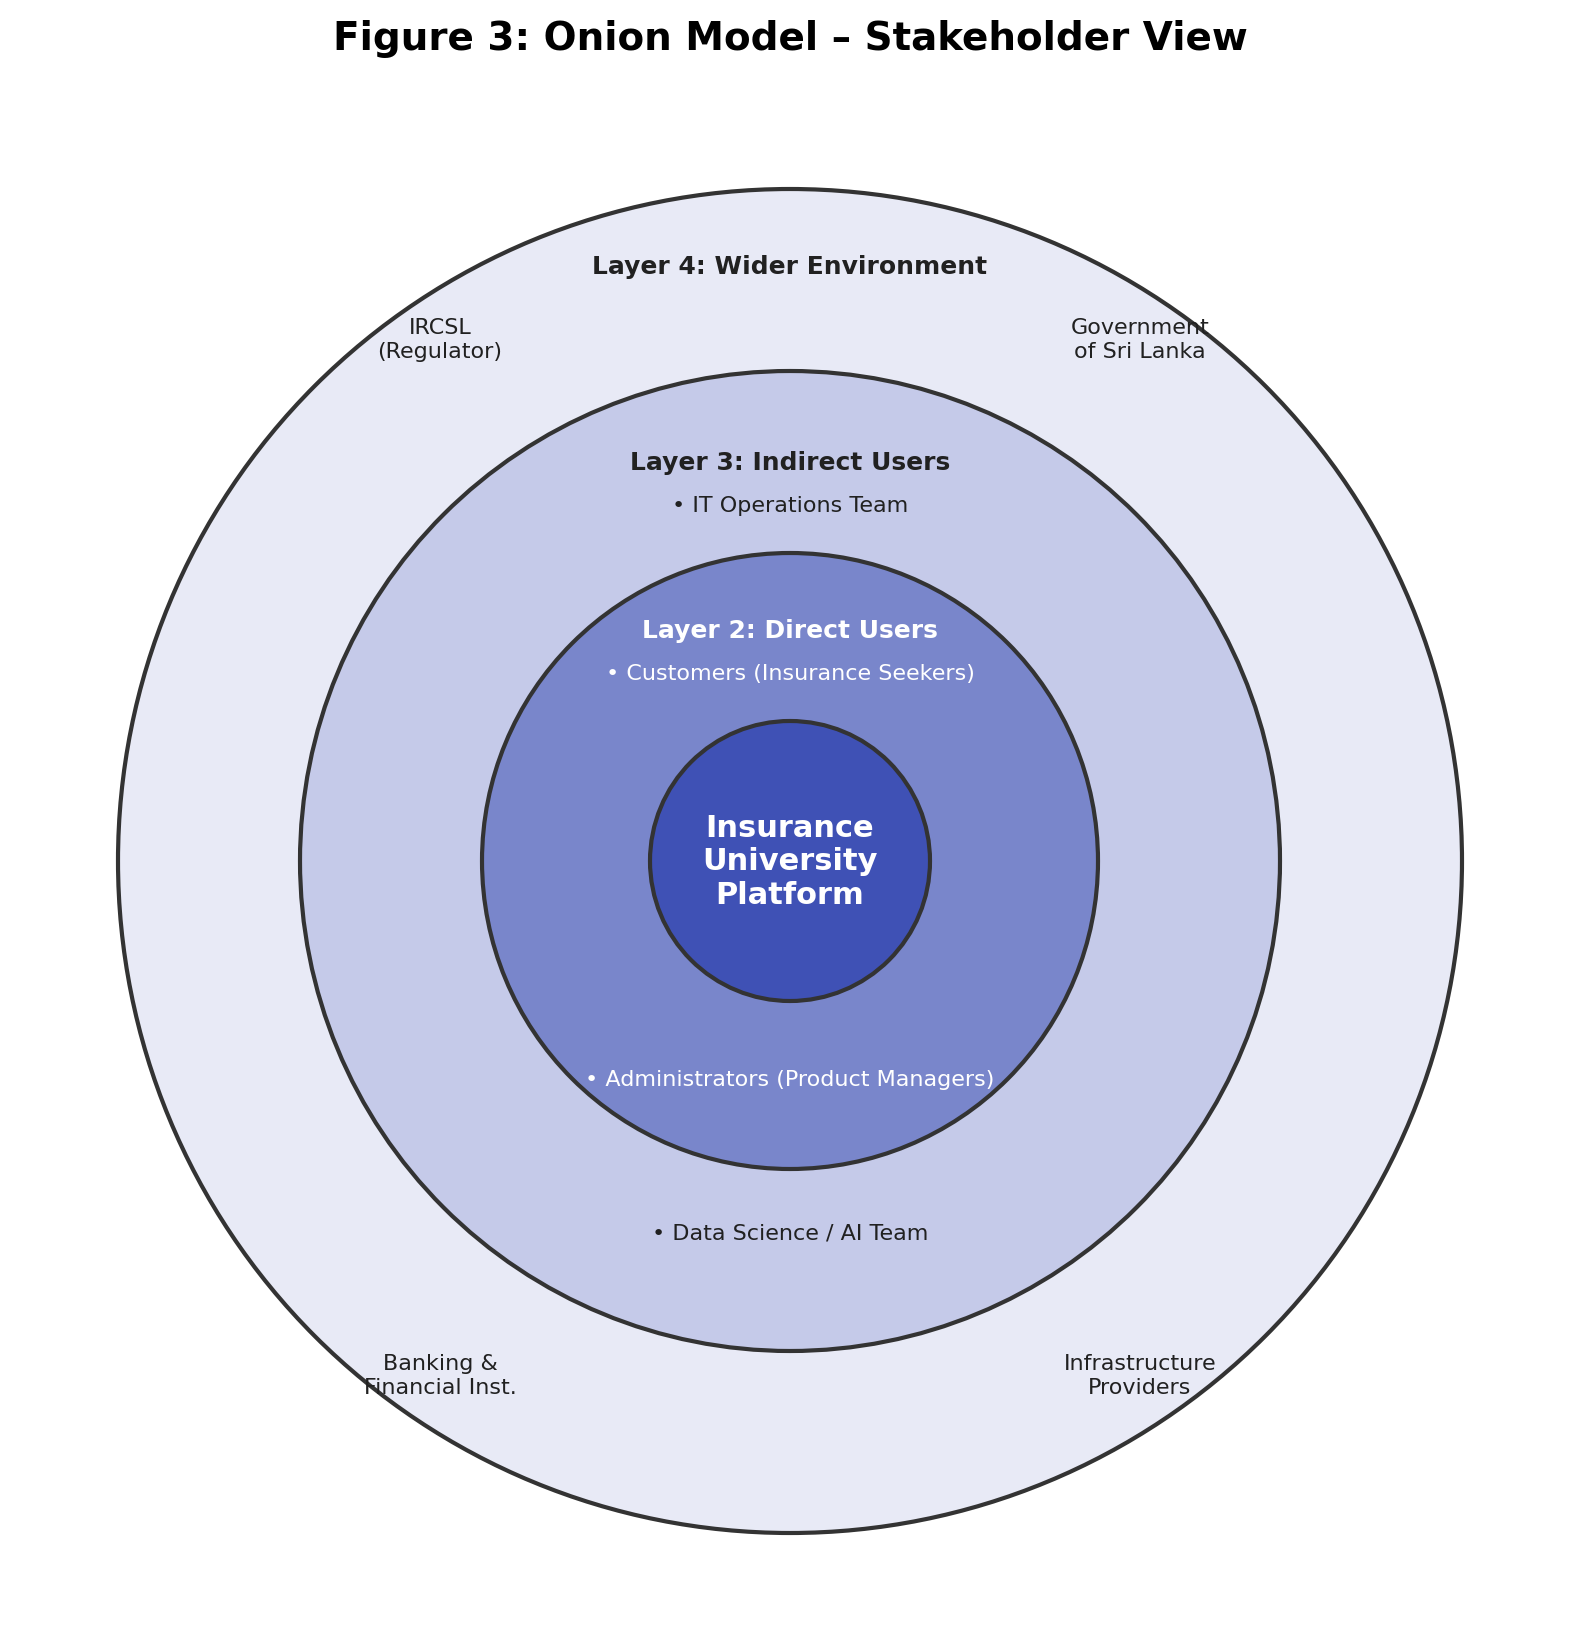 Figure 3: Onion Model – Stakeholder View
Layer 4: Wider Environment
IRCSL
(Regulator)
Government
of Sri Lanka
Layer 3: Indirect Users
• IT Operations Team
Layer 2: Direct Users
• Customers (Insurance Seekers)
Insurance
University
Platform
• Administrators (Product Managers)
• Data Science / AI Team
Banking &
Financial Inst.
Infrastructure
Providers